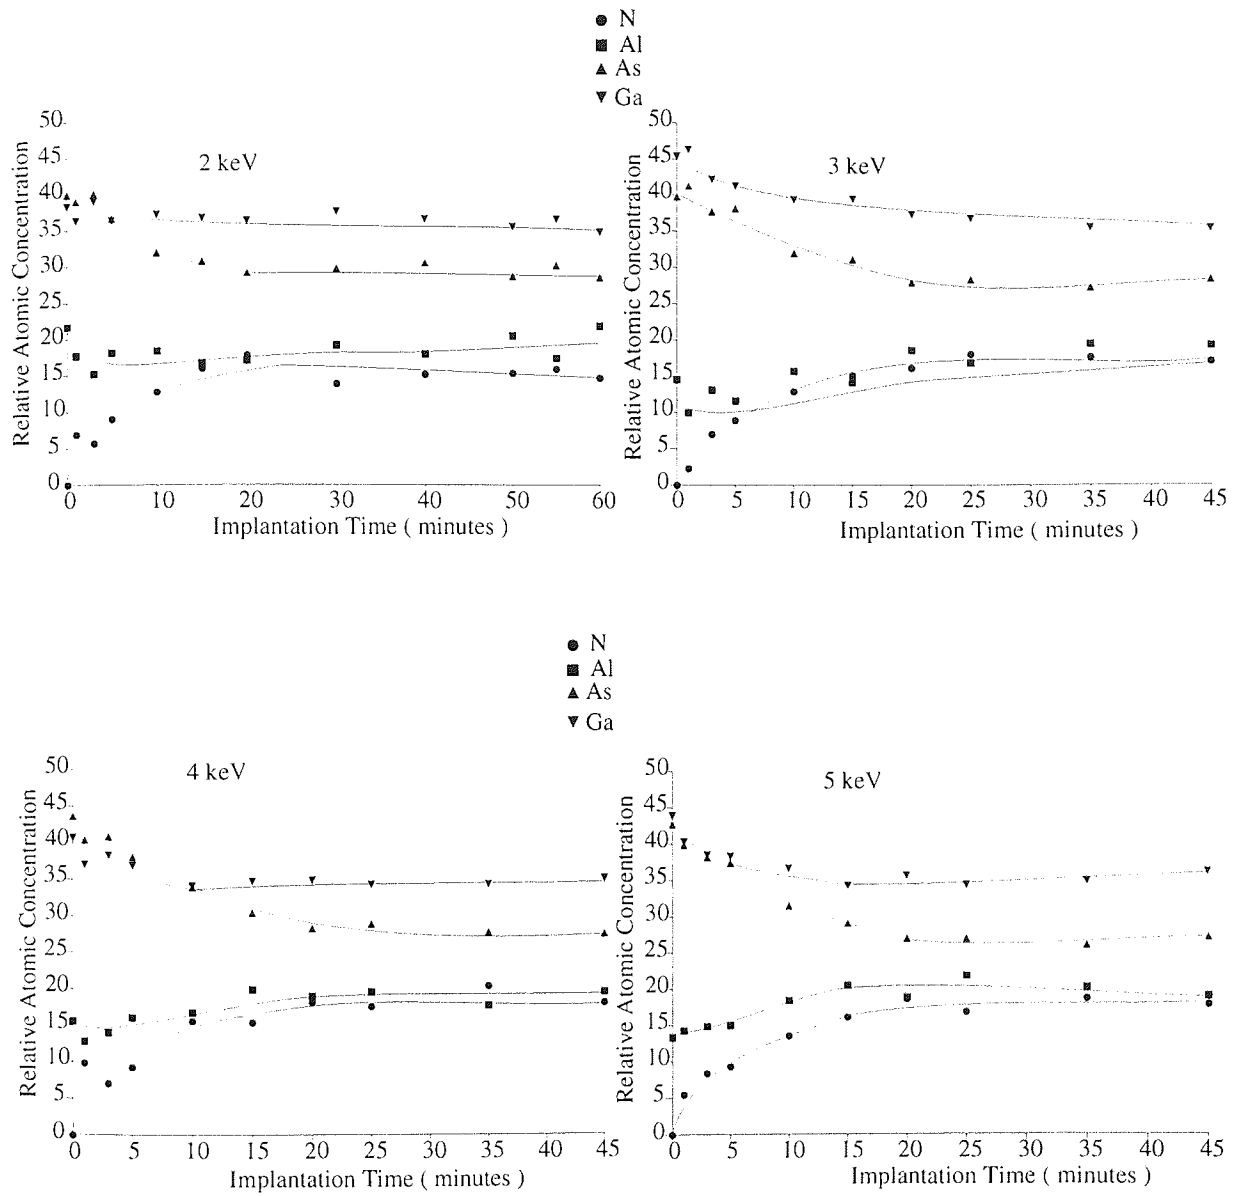 N
Al
As
Ga
2 keV
Relative Atomic Concentration
50
45
40
35
30
25
20
15
10
5
0
0 10 20 30 40 50 60
Implantation Time ( minutes )
3 keV
Relative Atomic Concentration
50
45
40
35
30
25
20
15
10
5
0
0 5 10 15 20 25 30 35 40 45
Implantation Time ( minutes )
N
Al
As
Ga
4 keV
Relative Atomic Concentration
50
45
40
35
30
25
20
15
10
5
0
0 5 10 15 20 25 30 35 40 45
Implantation Time ( minutes )
5 keV
Relative Atomic Concentration
50
45
40
35
30
25
20
15
10
5
0
0 5 10 15 20 25 30 35 40 45
Implantation Time ( minutes )